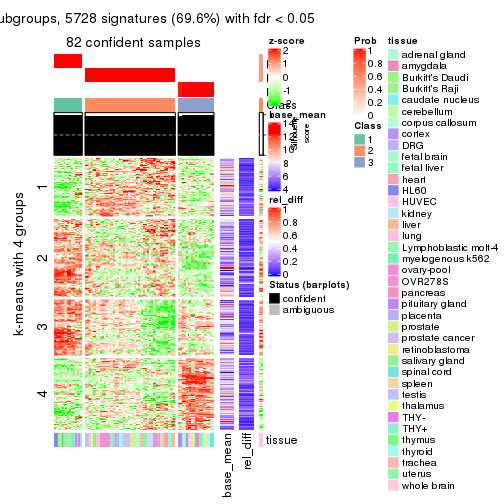 ubgroups, 5728 signatures (69.6%) with fdr < 0.05
82 confident samples
k-means with 4 groups
1
2
3
4
base_mean
rel_diff
tissue
z-score
2
1
0
-1
-2
base_mean
14
12
10
8
6
4
score
rel_diff
1
0.8
0.6
0.4
0.2
0
Status (barplots)
confident
ambiguous
Prob
1
0.8
0.6
0.4
0.2
0
Class
1
2
3
tissue
adrenal gland
amygdala
Burkitt's Daudi
Burkitt's Raji
caudate nucleus
cerebellum
corpus callosum
cortex
DRG
fetal brain
fetal liver
heart
HL60
HUVEC
kidney
liver
lung
Lymphoblastic molt-4
myelogenous k562
ovary-pool
OVR278S
pancreas
pituitary gland
placenta
prostate
prostate cancer
retinoblastoma
salivary gland
spinal cord
spleen
testis
thalamus
THY-
THY+
thymus
thyroid
trachea
uterus
whole brain